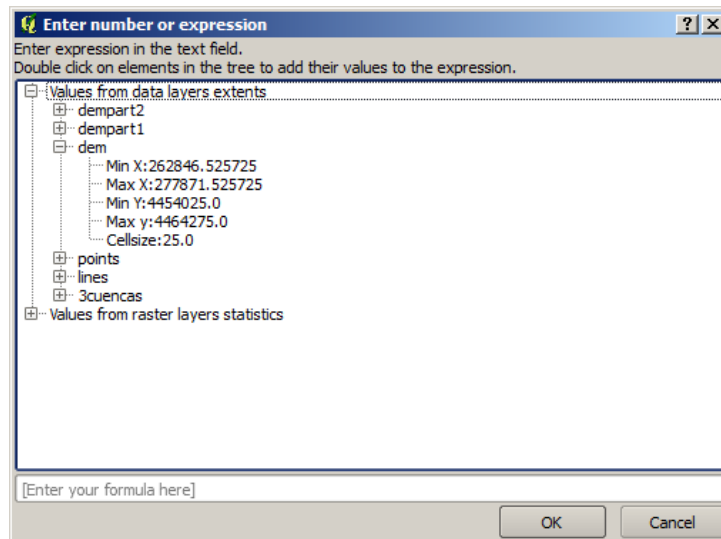 Enter number or expression
Enter expression in the text field.
Double click on elements in the tree to add their values to the expression.
Values from data layers extents
dempart2
dempart1
dem
Min X:262846.525725
Max X:277871.525725
Min Y:4454025.0
Max y:4464275.0
Cellsize:25.0
points
lines
3cuencas
Values from raster layers statistics
[Enter your formula here]
OK Cancel